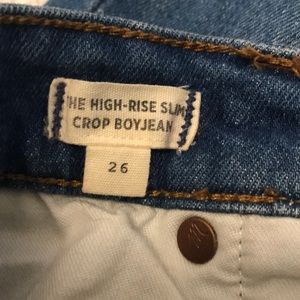 THE HIGH-RISE SLIM
CROP BOYJEAN
26